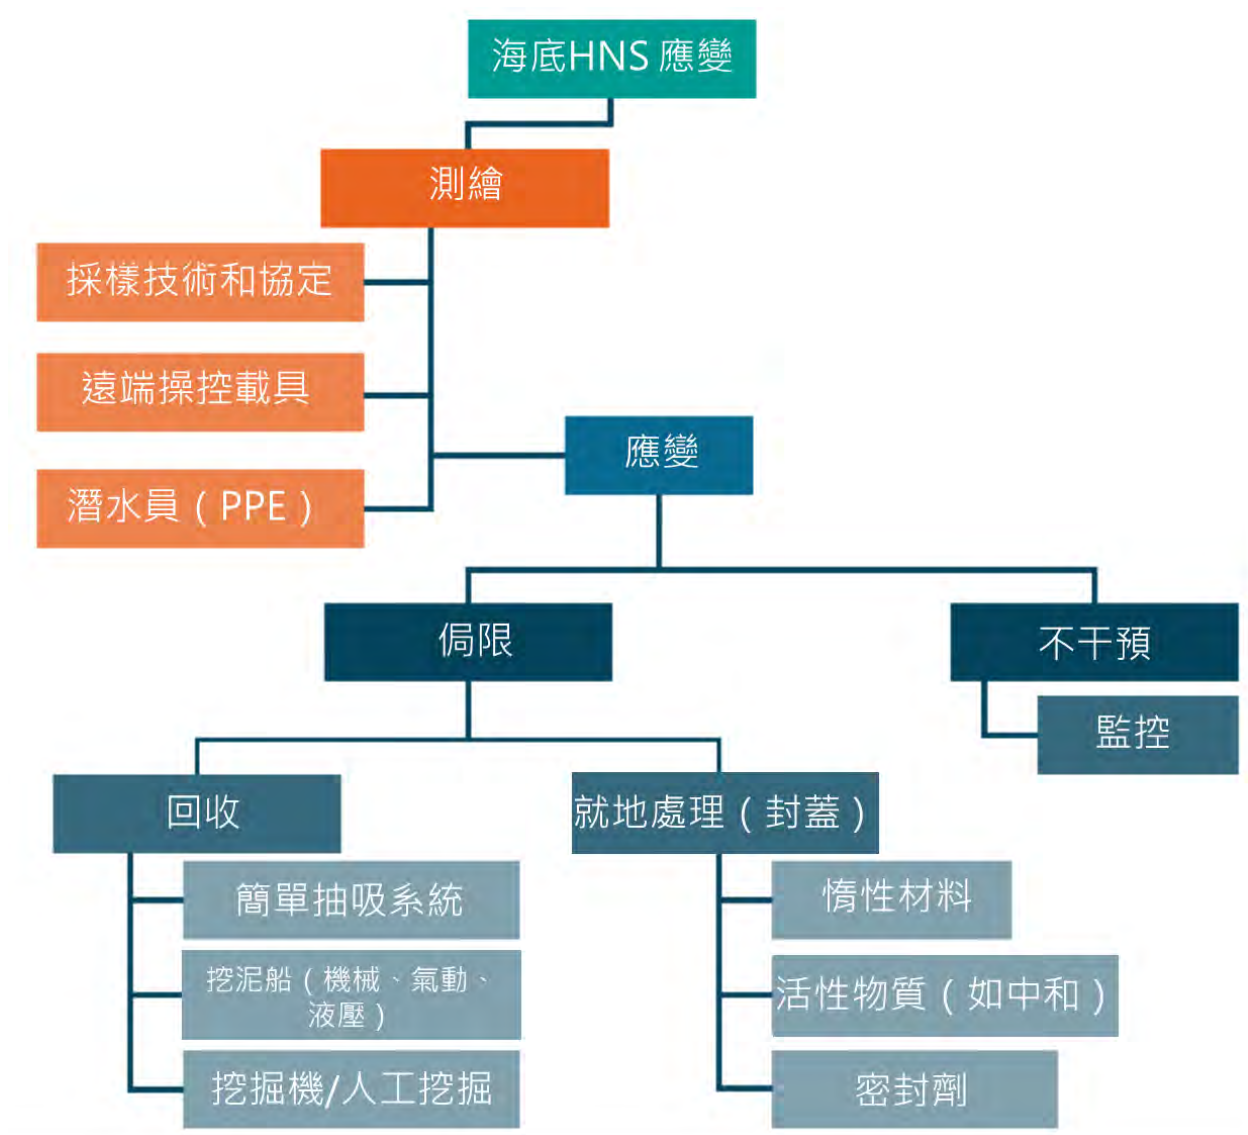 海底HNS 應變
測繪
採樣技術和協定
遠端操控載具
潛水員（PPE）
應變
侷限
不干預
監控
回收
就地處理（封蓋）
簡單抽吸系統
挖泥船（機械、氣動、
液壓）
挖掘機/人工挖掘
惰性材料
活性物質（如中和）
密封劑